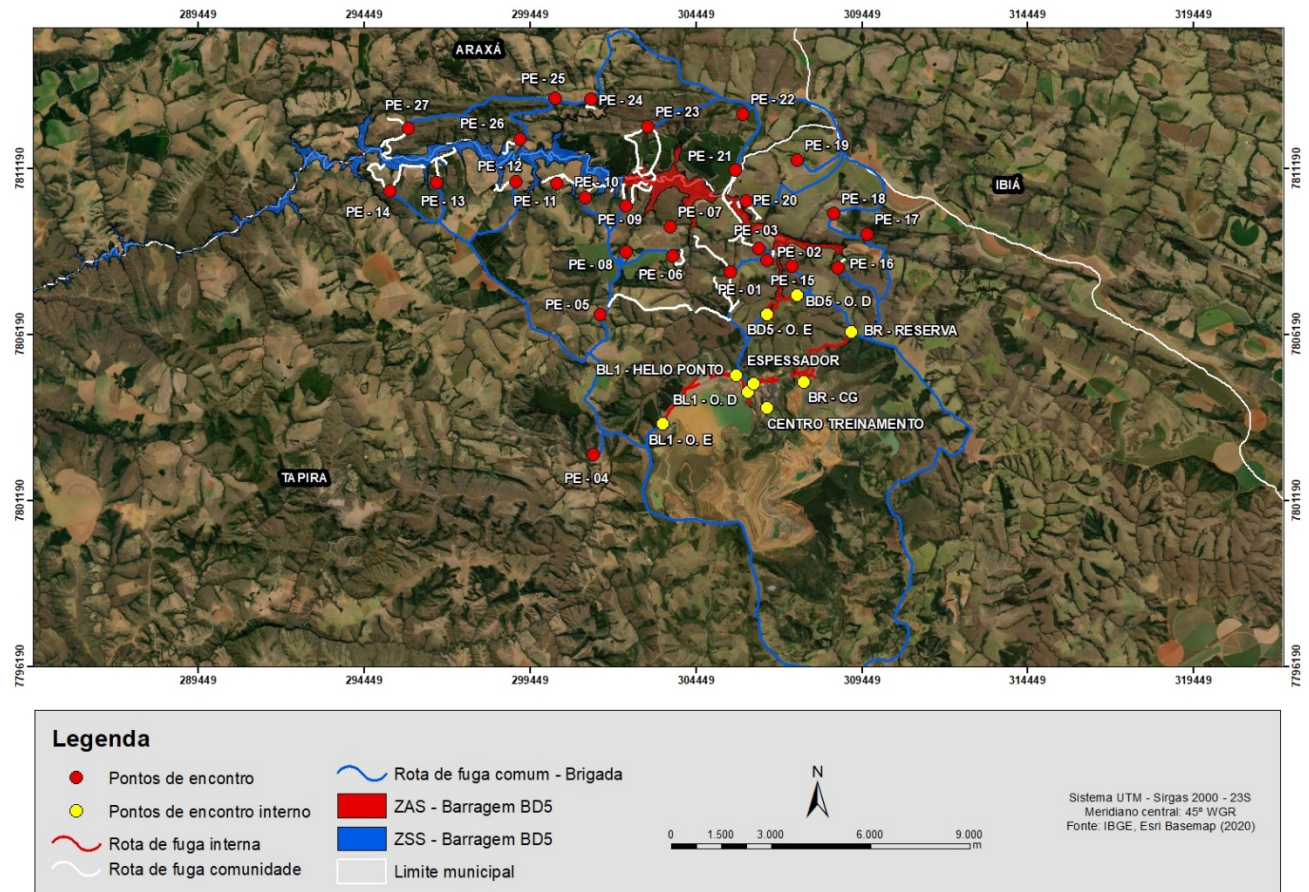 289449 294449 299449 304449 309449 314449 319449
ARAXÁ
PE - 25
PE - 24
PE - 27
PE - 23
PE - 22
PE - 26
7811190
PE - 19
7811190
PE - 21
PE - 12
IBIÁ
PE - 10
PE - 18
PE - 14
PE - 13
PE - 11
PE - 20
PE - 09
PE - 07
PE - 17
PE - 03
PE - 02
PE - 08
PE - 06
PE - 16
PE - 01
PE - 15
BD5 - O. D
PE - 05
BD5 - O. E
BR - RESERVA
7806190
7806190
ESPESSADOR
BL1 - HELIO PONTO
BL1 - O. D
BR - CG
CENTRO TREINAMENTO
BL1 - O. E
PE - 04
TAPIRA
7801190
7801190
7796190
7796190
289449 294449 299449 304449 309449 314449 319449
Legenda
Pontos de encontro
Pontos de encontro interno
Rota de fuga interna
Rota de fuga comunidade
Rota de fuga comum - Brigada
ZAS - Barragem BD5
ZSS - Barragem BD5
Limite municipal
N
0 1.500 3.000 6.000 9.000
m
Sistema UTM - Sirgas 2000 - 23S
Meridiano central: 45º WGR
Fonte: IBGE, Esri Basemap (2020)